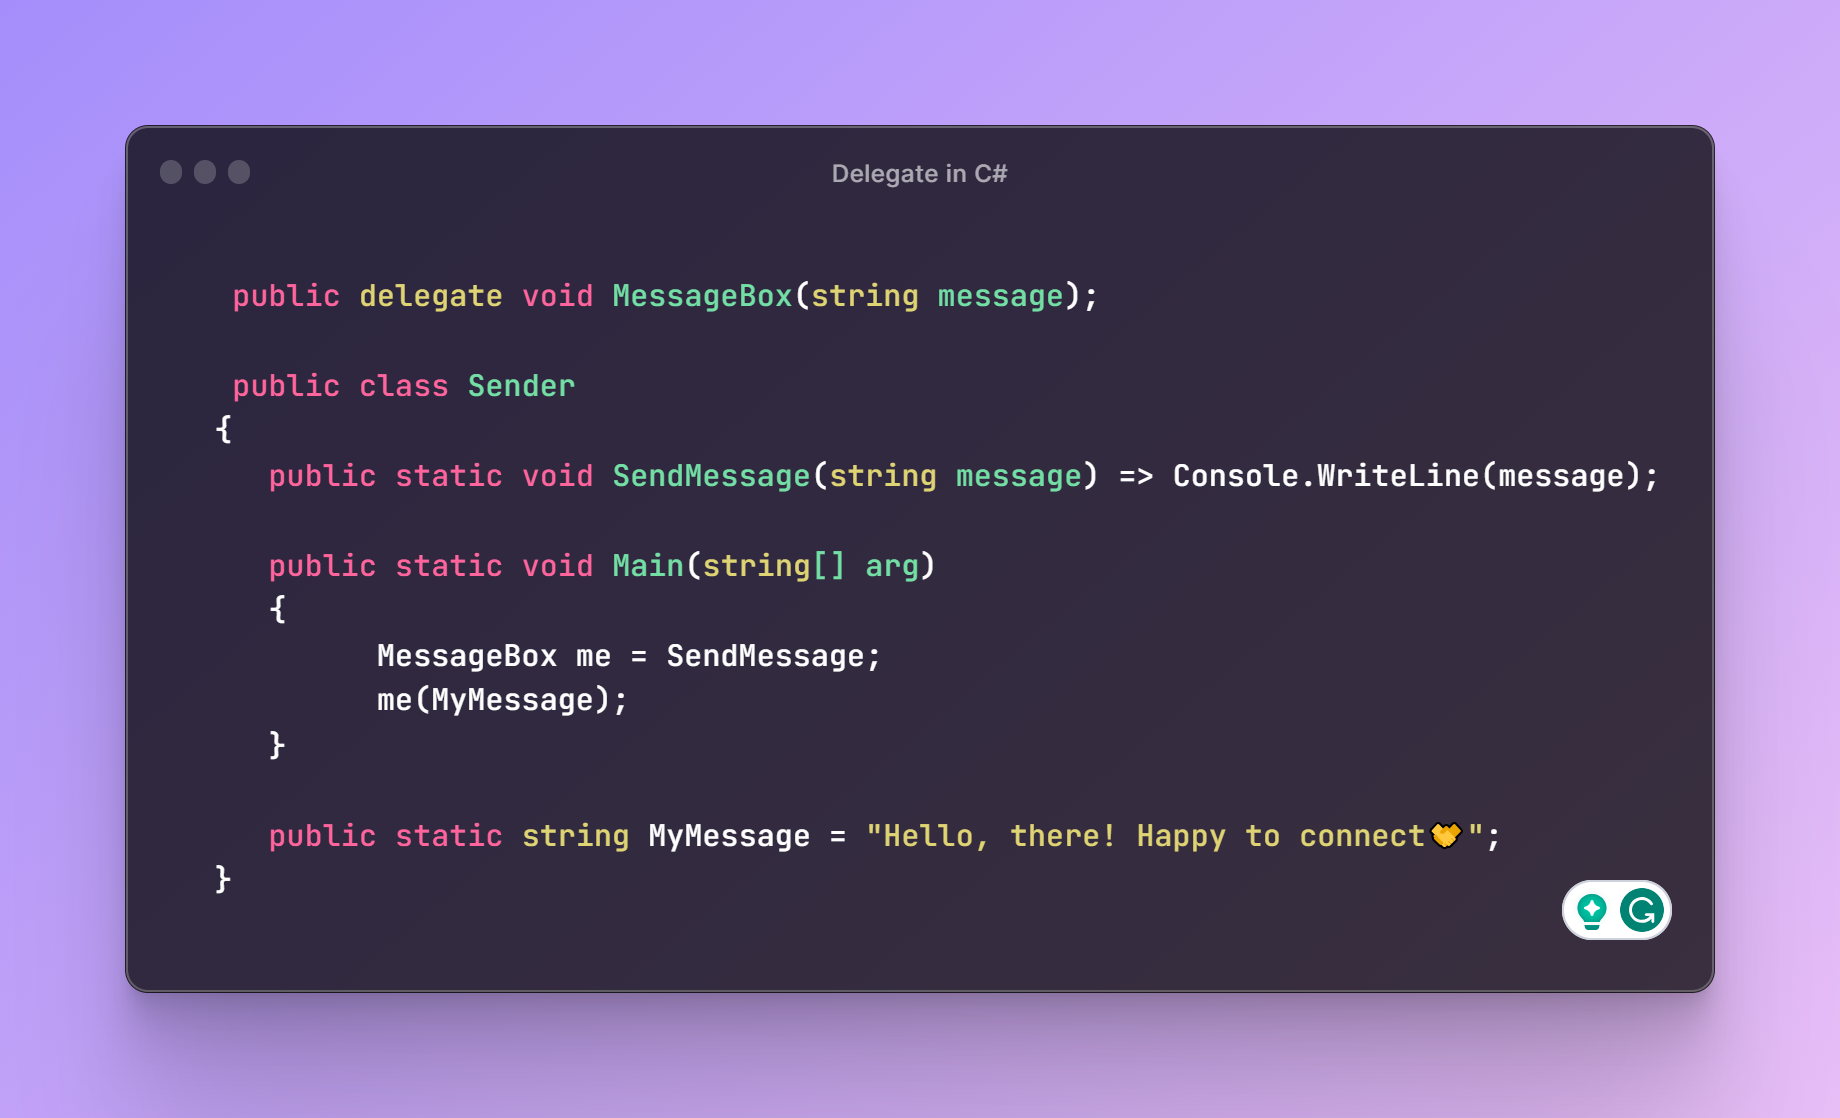 Delegate in C#
public delegate void MessageBox(string message);
public class Sender
{
public static void SendMessage(string message) => Console.WriteLine(message);
public static void Main(string[] arg)
{
MessageBox me = SendMessage;
me(MyMessage);
}
public static string MyMessage = "Hello, there! Happy to connect🤝";
}